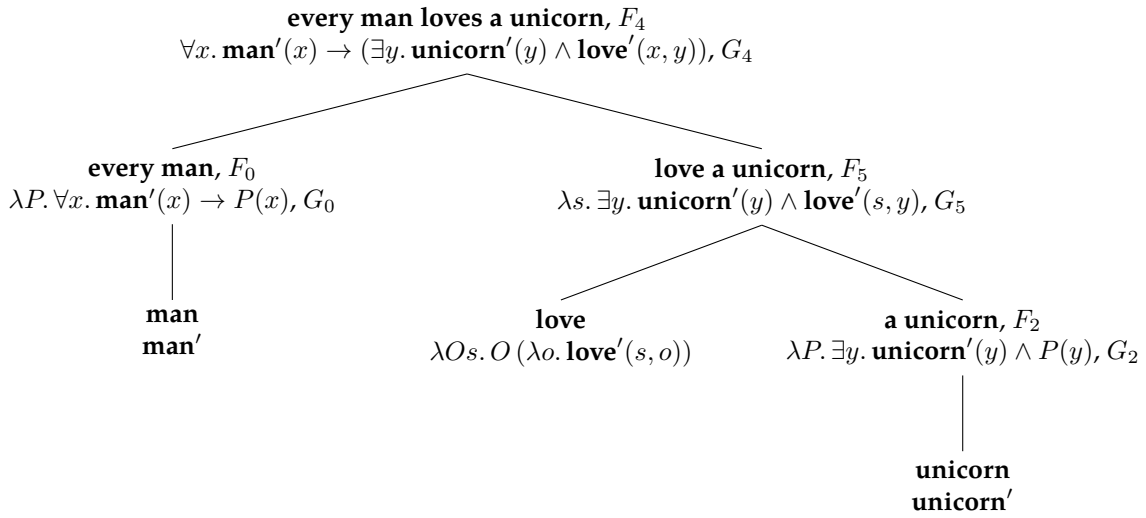 every man loves a unicorn, F₄
∀x. man′(x) → (∃y. unicorn′(y) ∧ love′(x, y)), G₄
every man, F₀
λP. ∀x. man′(x) → P(x), G₀
love a unicorn, F₅
λs. ∃y. unicorn′(y) ∧ love′(s, y), G₅
man
man′
love
λOs. O (λo. love′(s, o))
a unicorn, F₂
λP. ∃y. unicorn′(y) ∧ P(y), G₂
unicorn
unicorn′